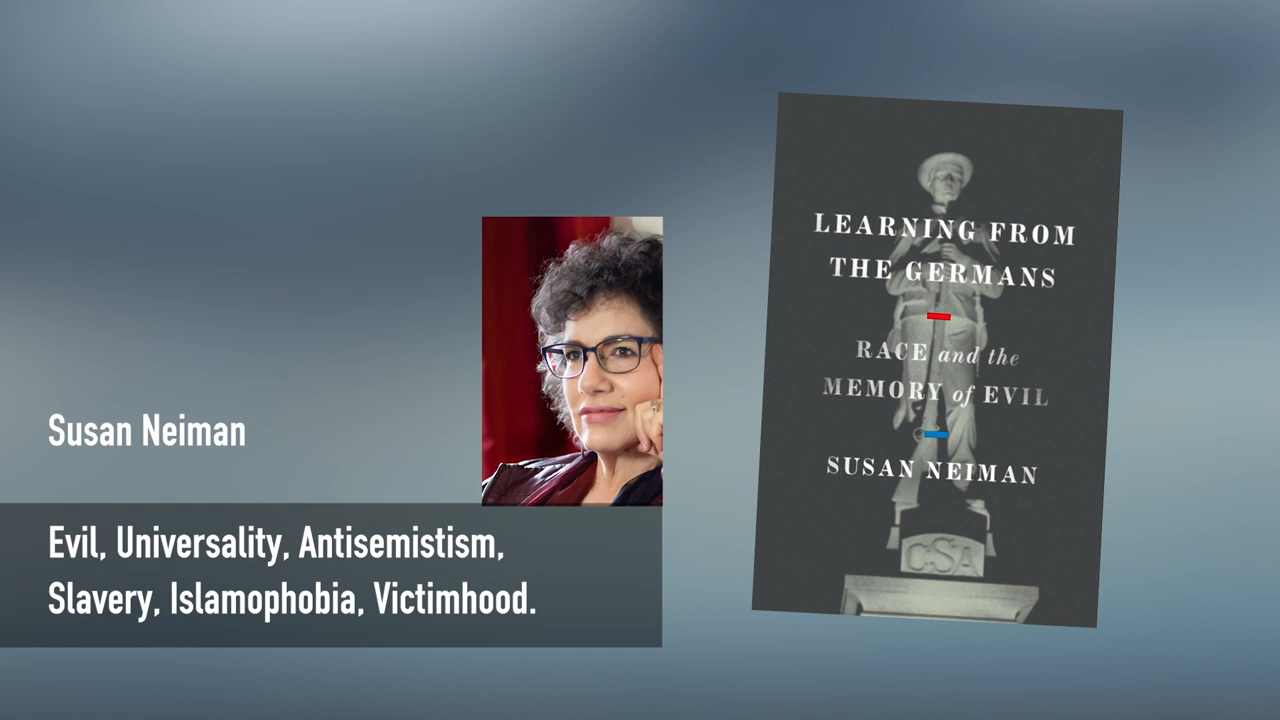 Susan Neiman
Evil, Universality, Antisemistism,
Slavery, Islamophobia, Victimhood.
LEARNING FROM
THE GERMANS
RACE and the
MEMORY of EVIL
SUSAN NEIMAN
CSA